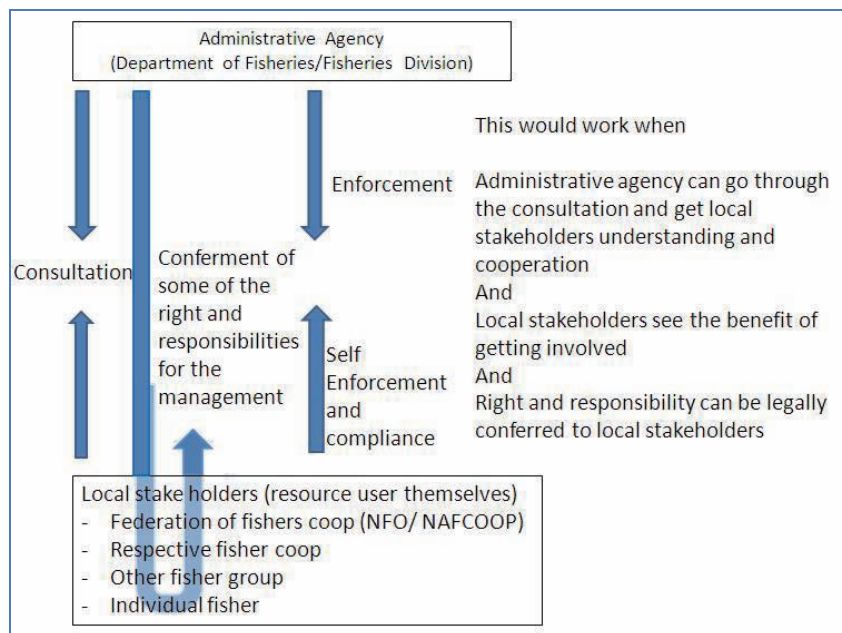 Administrative Agency
(Department of Fisheries/Fisheries Division)
Consultation
Conferment of
some of the
right and
responsibilities
for the
management
Enforcement
Self
Enforcement
and
compliance
This would work when
Administrative agency can go through
the consultation and get local
stakeholders understanding and
cooperation
And
Local stakeholders see the benefit of
getting involved
And
Right and responsibility can be legally
conferred to local stakeholders
Local stake holders (resource user themselves)
- Federation of fishers coop (NFO/ NAFCOOP)
- Respective fisher coop
- Other fisher group
- Individual fisher